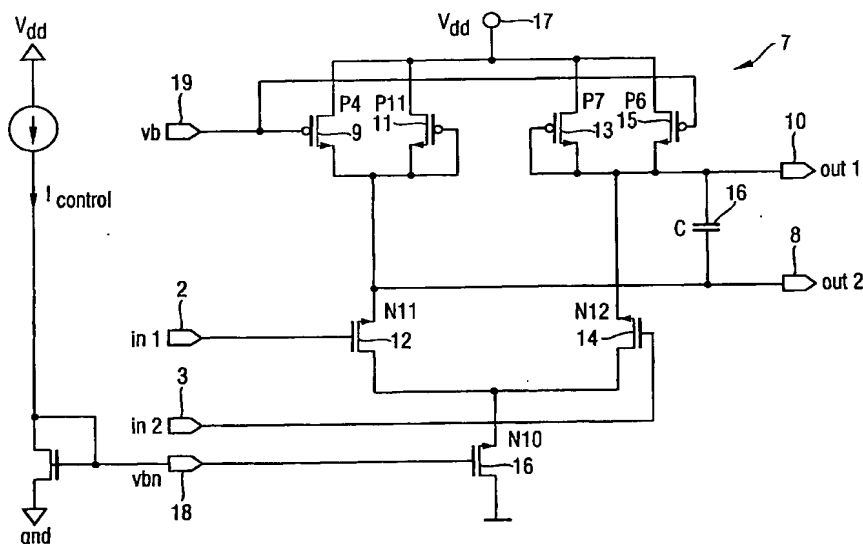 Vdd
Vdd
17
7
19
vb
P4
P11
P7
P6
9
11
13
15
10
out 1
Icontrol
16
C
8
out 2
2
in 1
N11
12
N12
14
3
in 2
N10
16
vbn
18
gnd